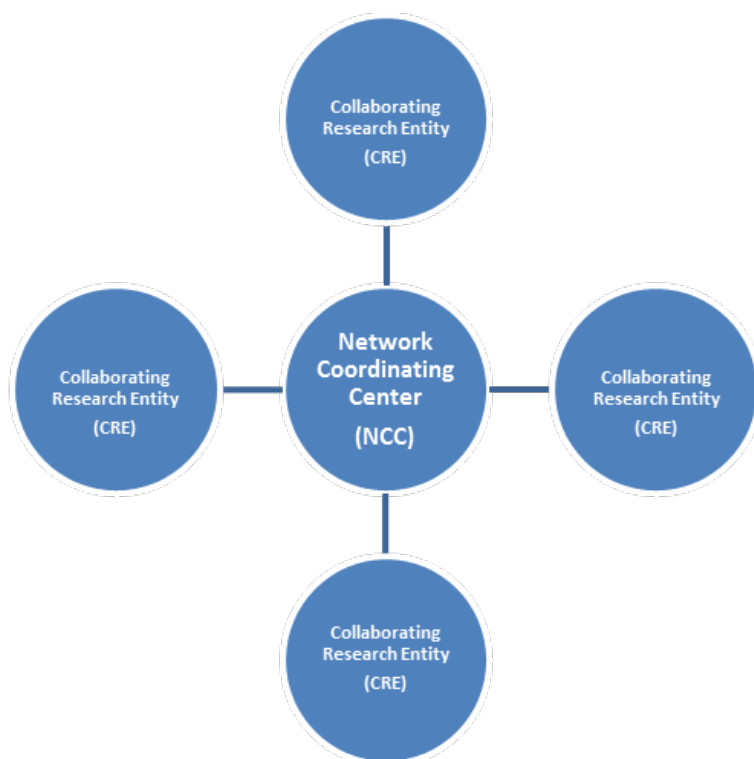 Collaborating
Research Entity
(CRE)
Collaborating
Research Entity
(CRE)
Network
Coordinating
Center
(NCC)
Collaborating
Research Entity
(CRE)
Collaborating
Research Entity
(CRE)